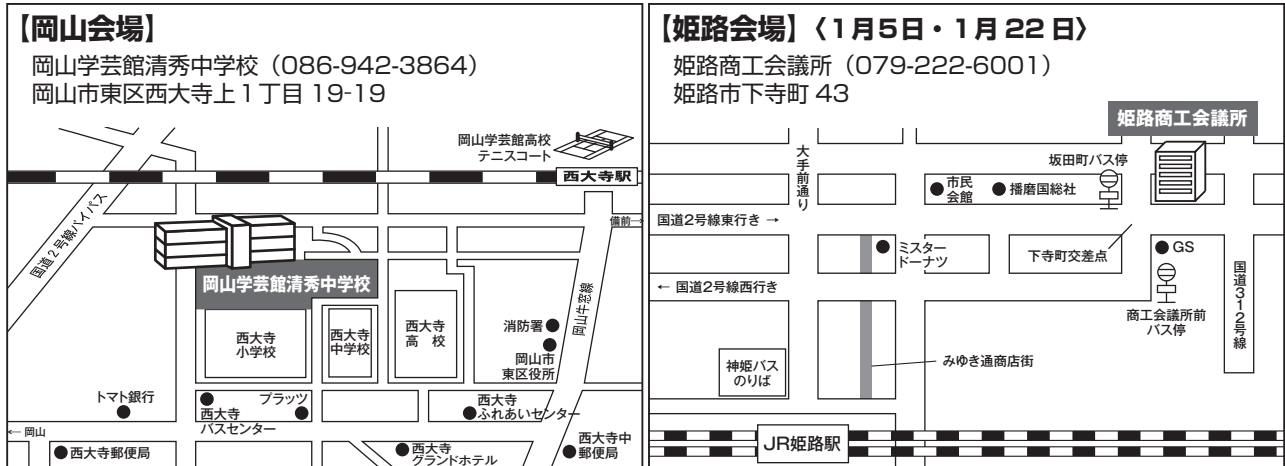 【岡山会場】
岡山学芸館清秀中学校（086-942-3864）
岡山市東区西大寺上1丁目 19-19
岡山学芸館高校
テニスコート
西大寺駅
国道2号線バイパス
備前→
岡山学芸館清秀中学校
岡山牛窓線
西大寺
小学校
西大寺
中学校
西大寺
高 校
消防署
岡山市
東区役所
トマト銀行
プラッツ
西大寺
バスセンター
西大寺
ふれあいセンター
← 岡山
西大寺郵便局
西大寺
グランドホテル
西大寺中
郵便局
【姫路会場】〈1月5日・1月22日〉
姫路商工会議所（079-222-6001）
姫路市下寺町 43
姫路商工会議所
大手前通り
坂田町バス停
市民
会館
播磨国総社
国道2号線東行き →
ミスター
ドーナツ
下寺町交差点
GS
← 国道2号線西行き
国道312号線
商工会議所前
バス停
神姫バス
のりば
みゆき通商店街
JR姫路駅